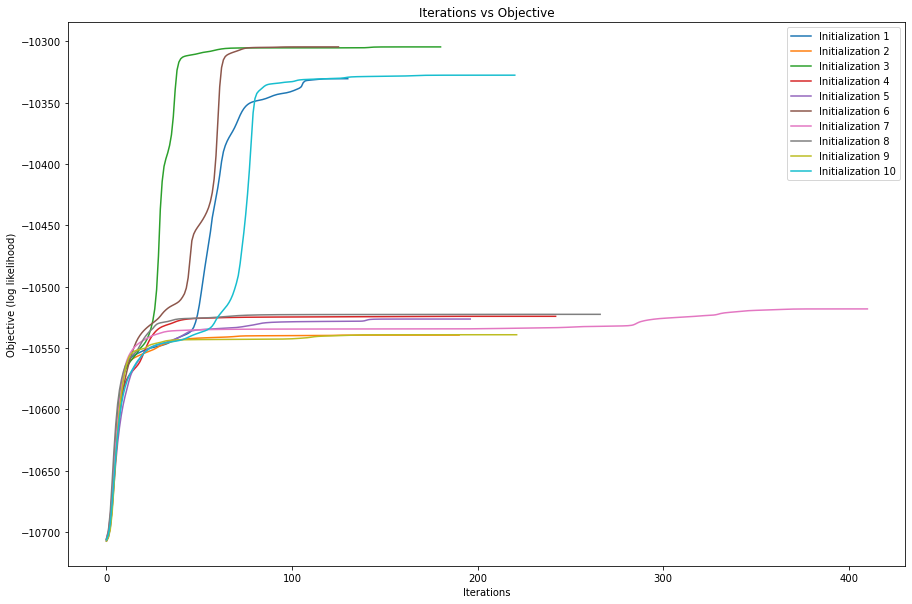 Iterations vs Objective
Objective (log likelihood)
−10300
−10350
−10400
−10450
−10500
−10550
−10600
−10650
−10700
Initialization 1
Initialization 2
Initialization 3
Initialization 4
Initialization 5
Initialization 6
Initialization 7
Initialization 8
Initialization 9
Initialization 10
0 100 200 300 400
Iterations